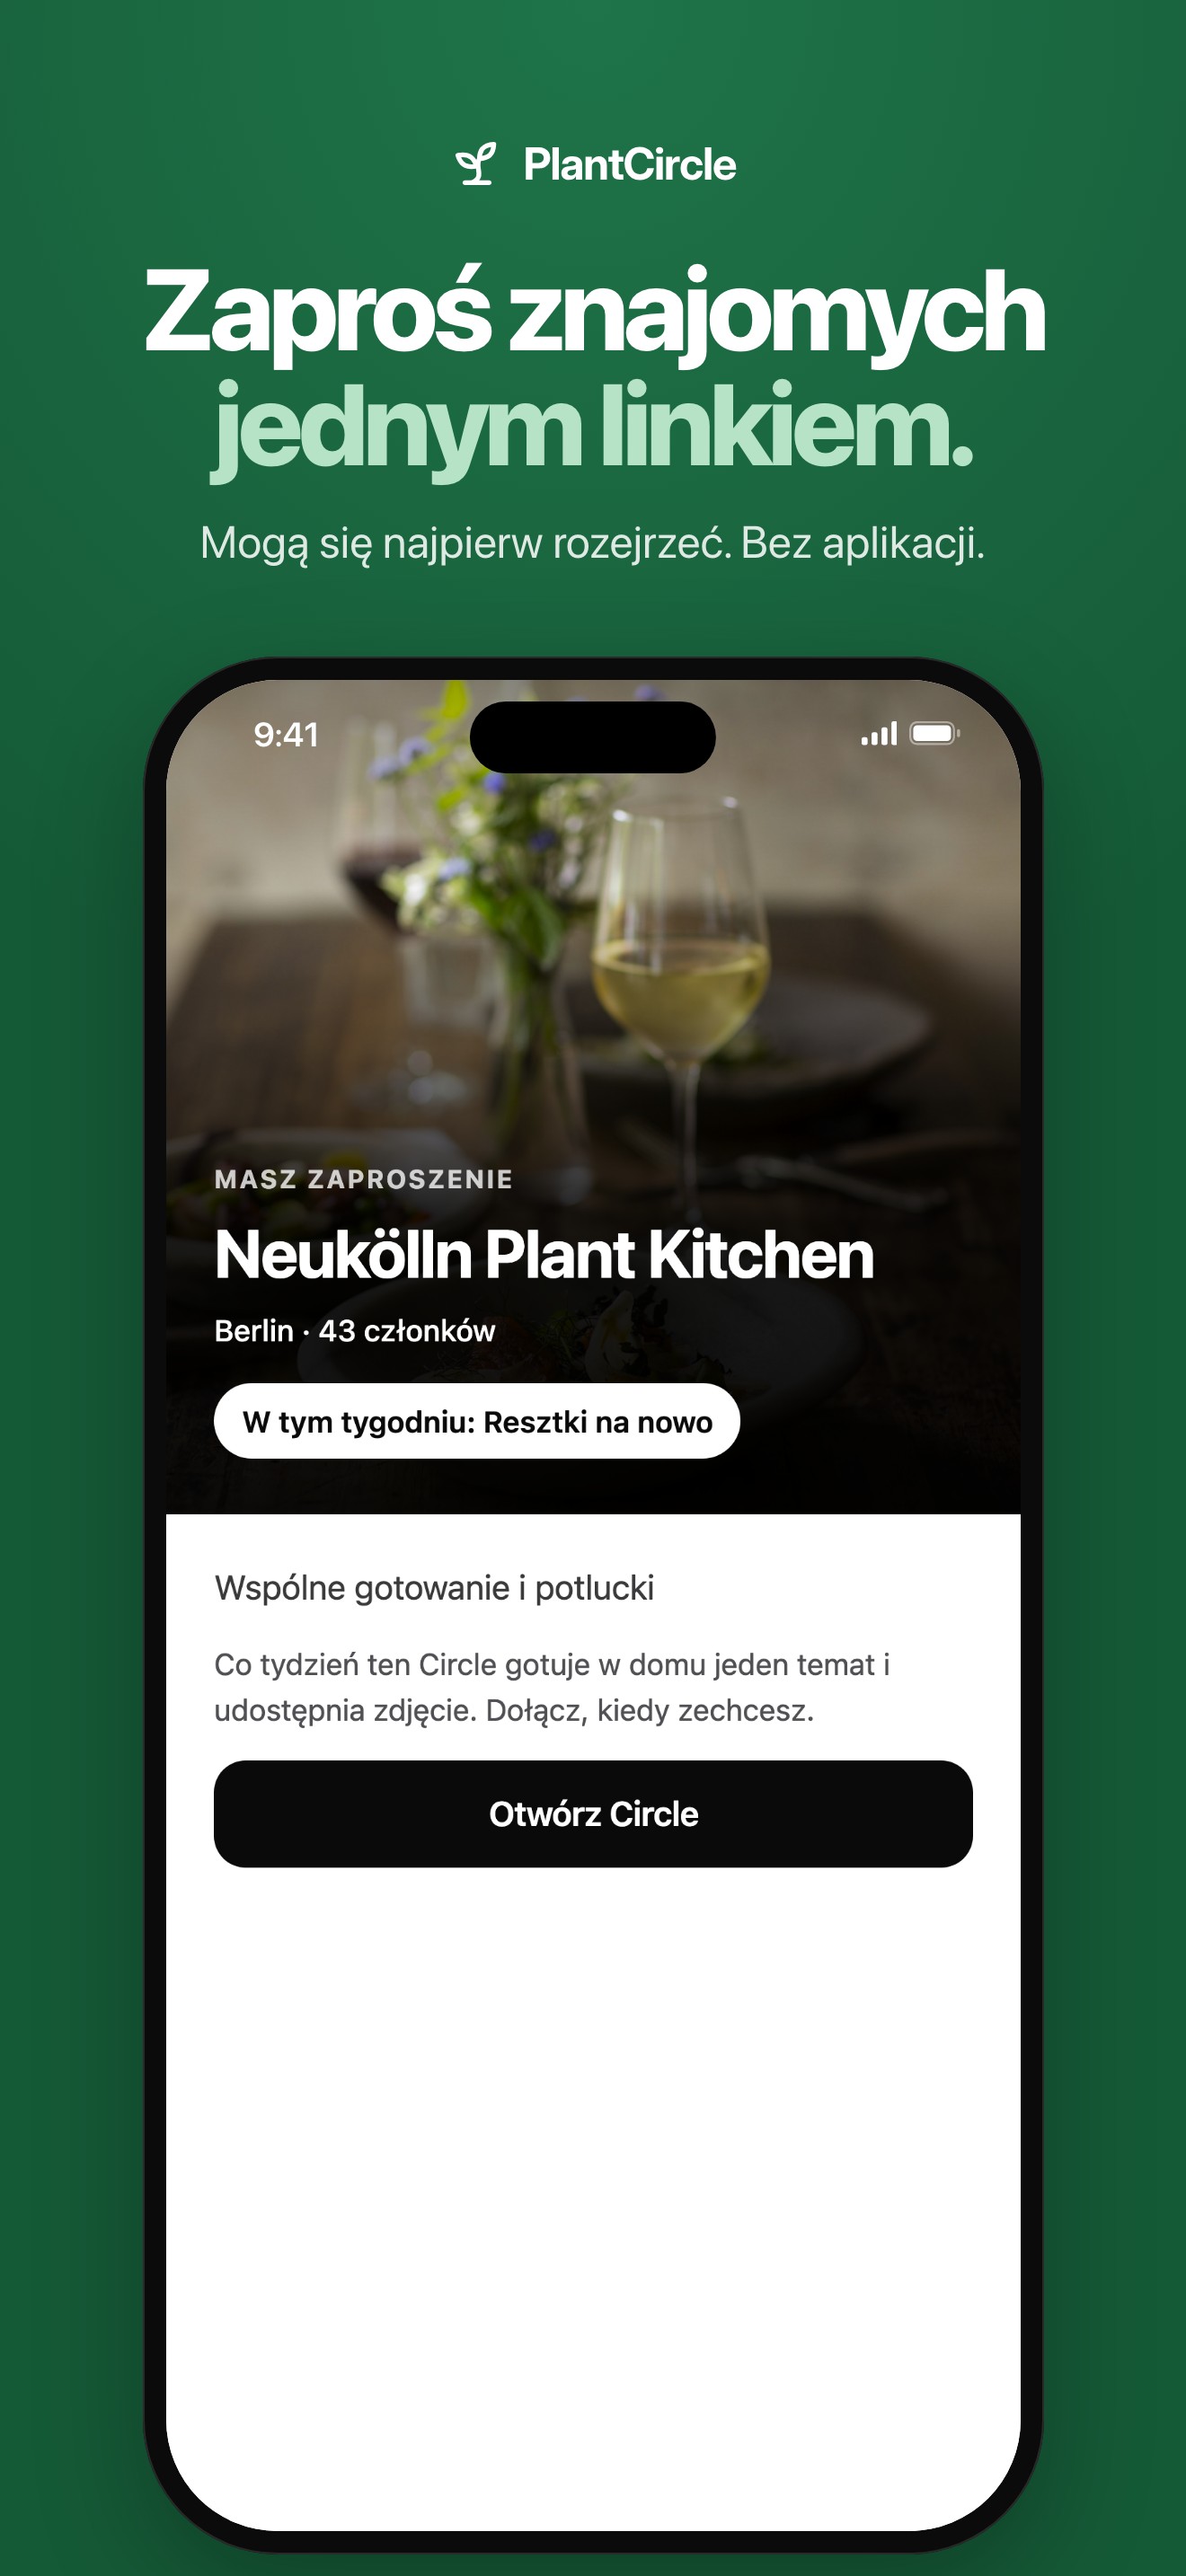 PlantCircle
Zaproś znajomych
jednym linkiem.
Mogą się najpierw rozejrzeć. Bez aplikacji.
9:41
MASZ ZAPROSZENIE
Neukölln Plant Kitchen
Berlin · 43 członków
W tym tygodniu: Resztki na nowo
Wspólne gotowanie i potlucki
Co tydzień ten Circle gotuje w domu jeden temat i
udostępnia zdjęcie. Dołącz, kiedy zechcesz.
Otwórz Circle